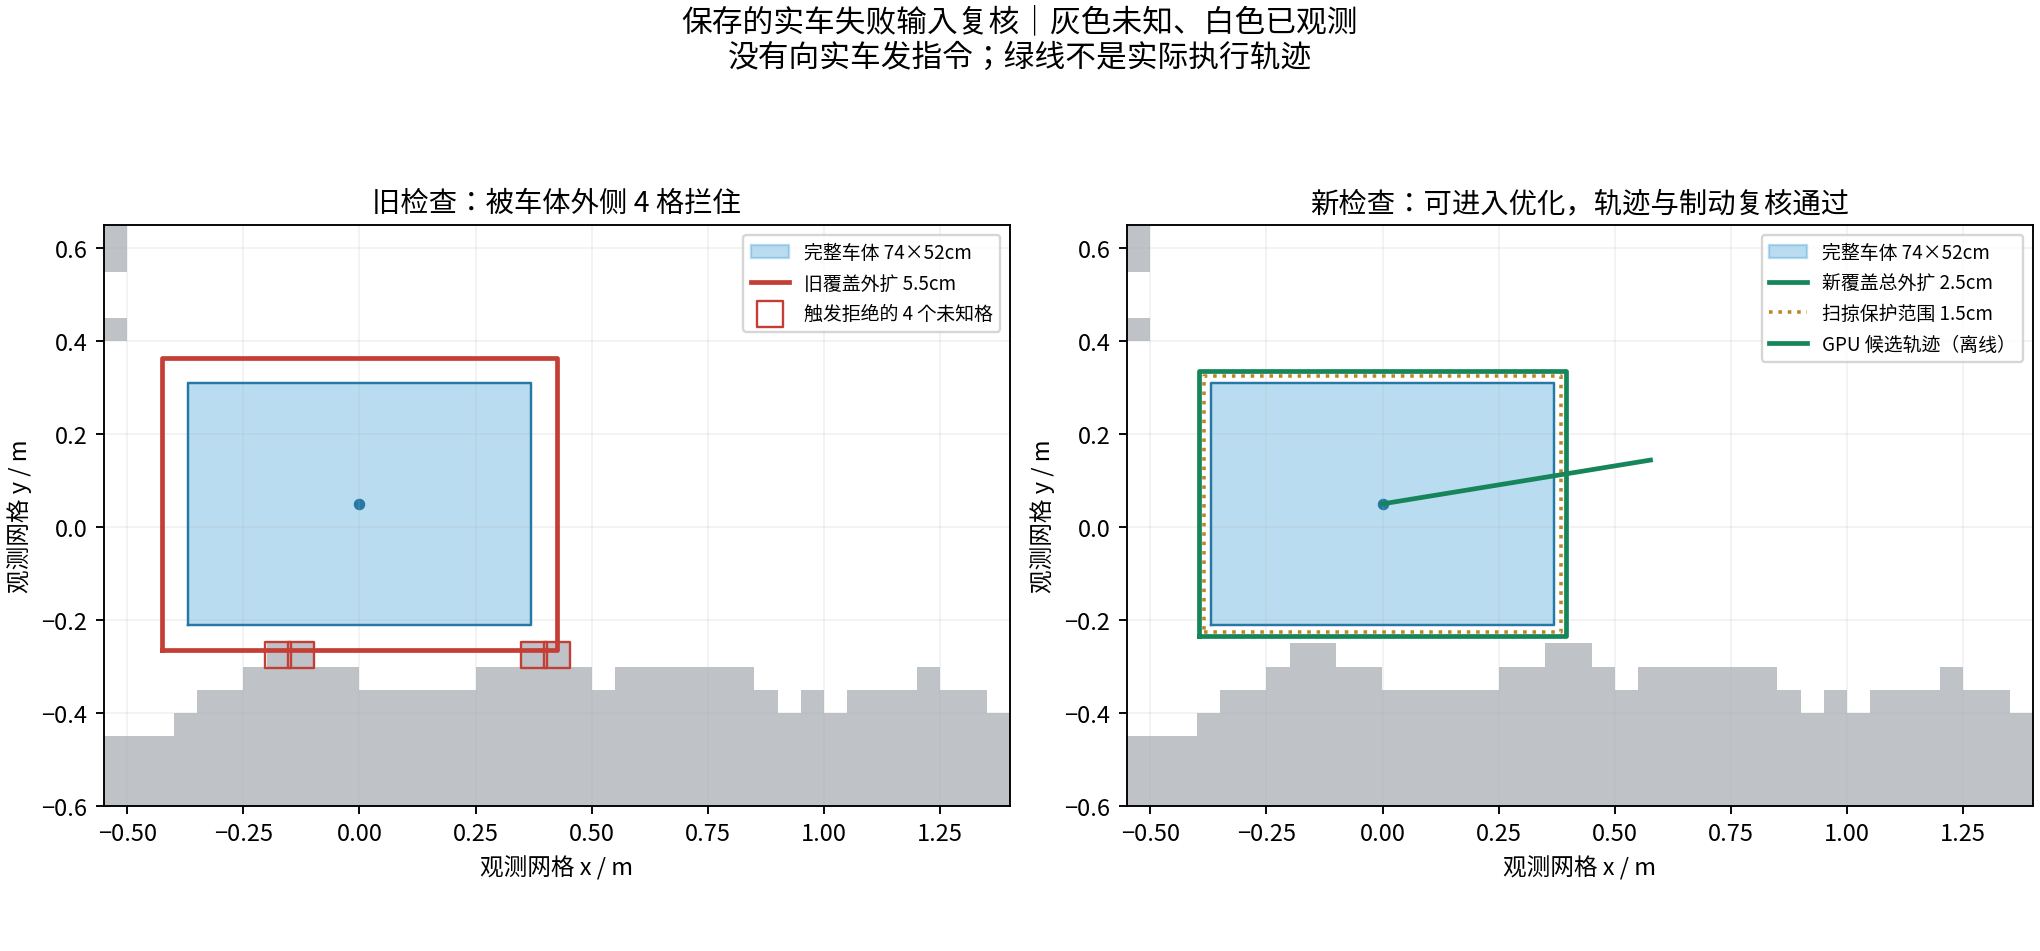 保存的实车失败输入复核｜灰色未知、白色已观测
没有向实车发指令；绿线不是实际执行轨迹
旧检查：被车体外侧 4 格拦住
完整车体 74×52cm
旧覆盖外扩 5.5cm
触发拒绝的 4 个未知格
0.6
0.4
0.2
0.0
−0.2
−0.4
−0.6
观测网格 y / m
−0.50
−0.25
0.00
0.25
0.50
0.75
1.00
1.25
观测网格 x / m
新检查：可进入优化，轨迹与制动复核通过
完整车体 74×52cm
新覆盖总外扩 2.5cm
扫掠保护范围 1.5cm
GPU 候选轨迹（离线）
0.6
0.4
0.2
0.0
−0.2
−0.4
−0.6
观测网格 y / m
−0.50
−0.25
0.00
0.25
0.50
0.75
1.00
1.25
观测网格 x / m